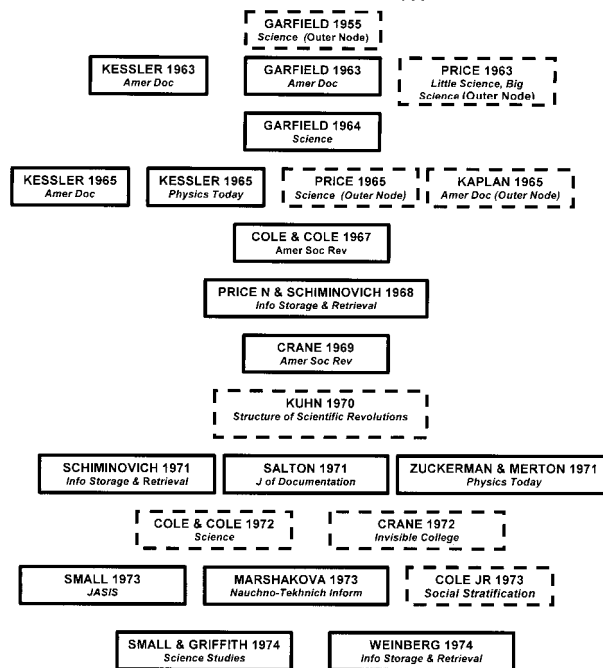 GARFIELD 1955
Science (Outer Node)
KESSLER 1963
Amer Doc
GARFIELD 1963
Amer Doc
PRICE 1963
Little Science, Big
Science (Outer Node)
GARFIELD 1964
Science
KESSLER 1965
Amer Doc
KESSLER 1965
Physics Today
PRICE 1965
Science (Outer Node)
KAPLAN 1965
Amer Doc (Outer Node)
COLE & COLE 1967
Amer Soc Rev
PRICE N & SCHIMINOVICH 1968
Info Storage & Retrieval
CRANE 1969
Amer Soc Rev
KUHN 1970
Structure of Scientific Revolutions
SCHIMINOVICH 1971
Info Storage & Retrieval
SALTON 1971
J of Documentation
ZUCKERMAN & MERTON 1971
Physics Today
COLE & COLE 1972
Science
CRANE 1972
Invisible College
SMALL 1973
JASIS
MARSHAKOVA 1973
Nauchno-Tekhnich Inform
COLE JR 1973
Social Stratification
SMALL & GRIFFITH 1974
Science Studies
WEINBERG 1974
Info Storage & Retrieval